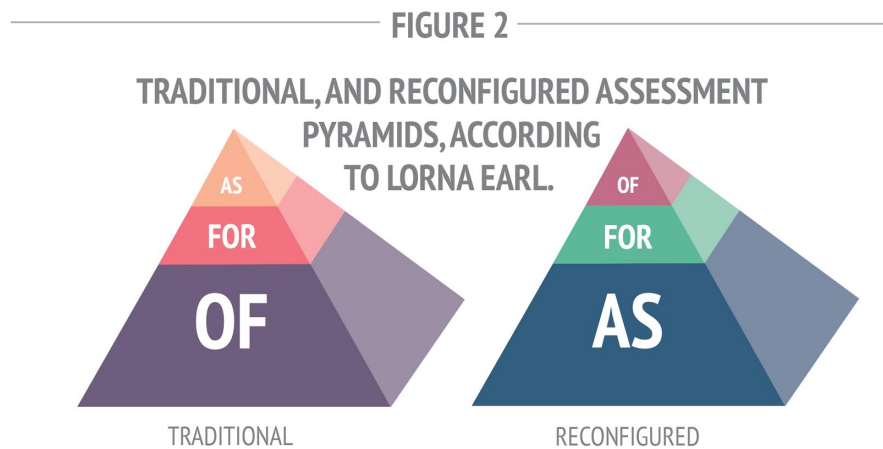 FIGURE 2
TRADITIONAL, AND RECONFIGURED ASSESSMENT
PYRAMIDS, ACCORDING
TO LORNA EARL.
AS
FOR
OF
TRADITIONAL
OF
FOR
AS
RECONFIGURED